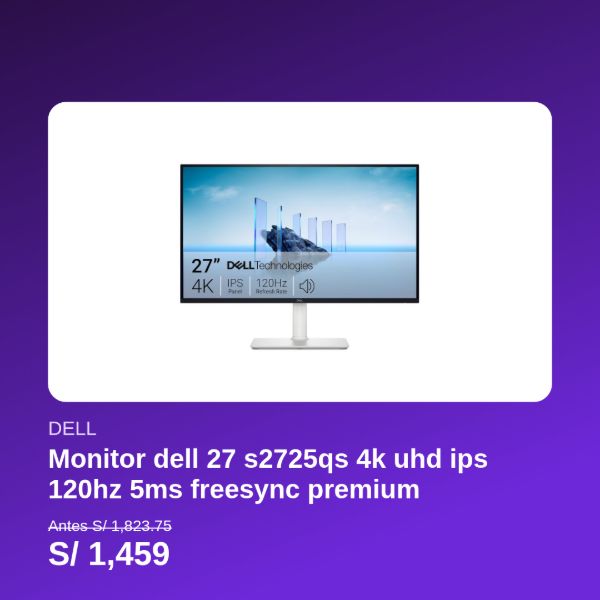 27” DELLTechnologies
4K IPS Panel 120Hz Refresh Rate
DELL
Monitor dell 27 s2725qs 4k uhd ips
120hz 5ms freesync premium
Antes S/ 1,823.75
S/ 1,459